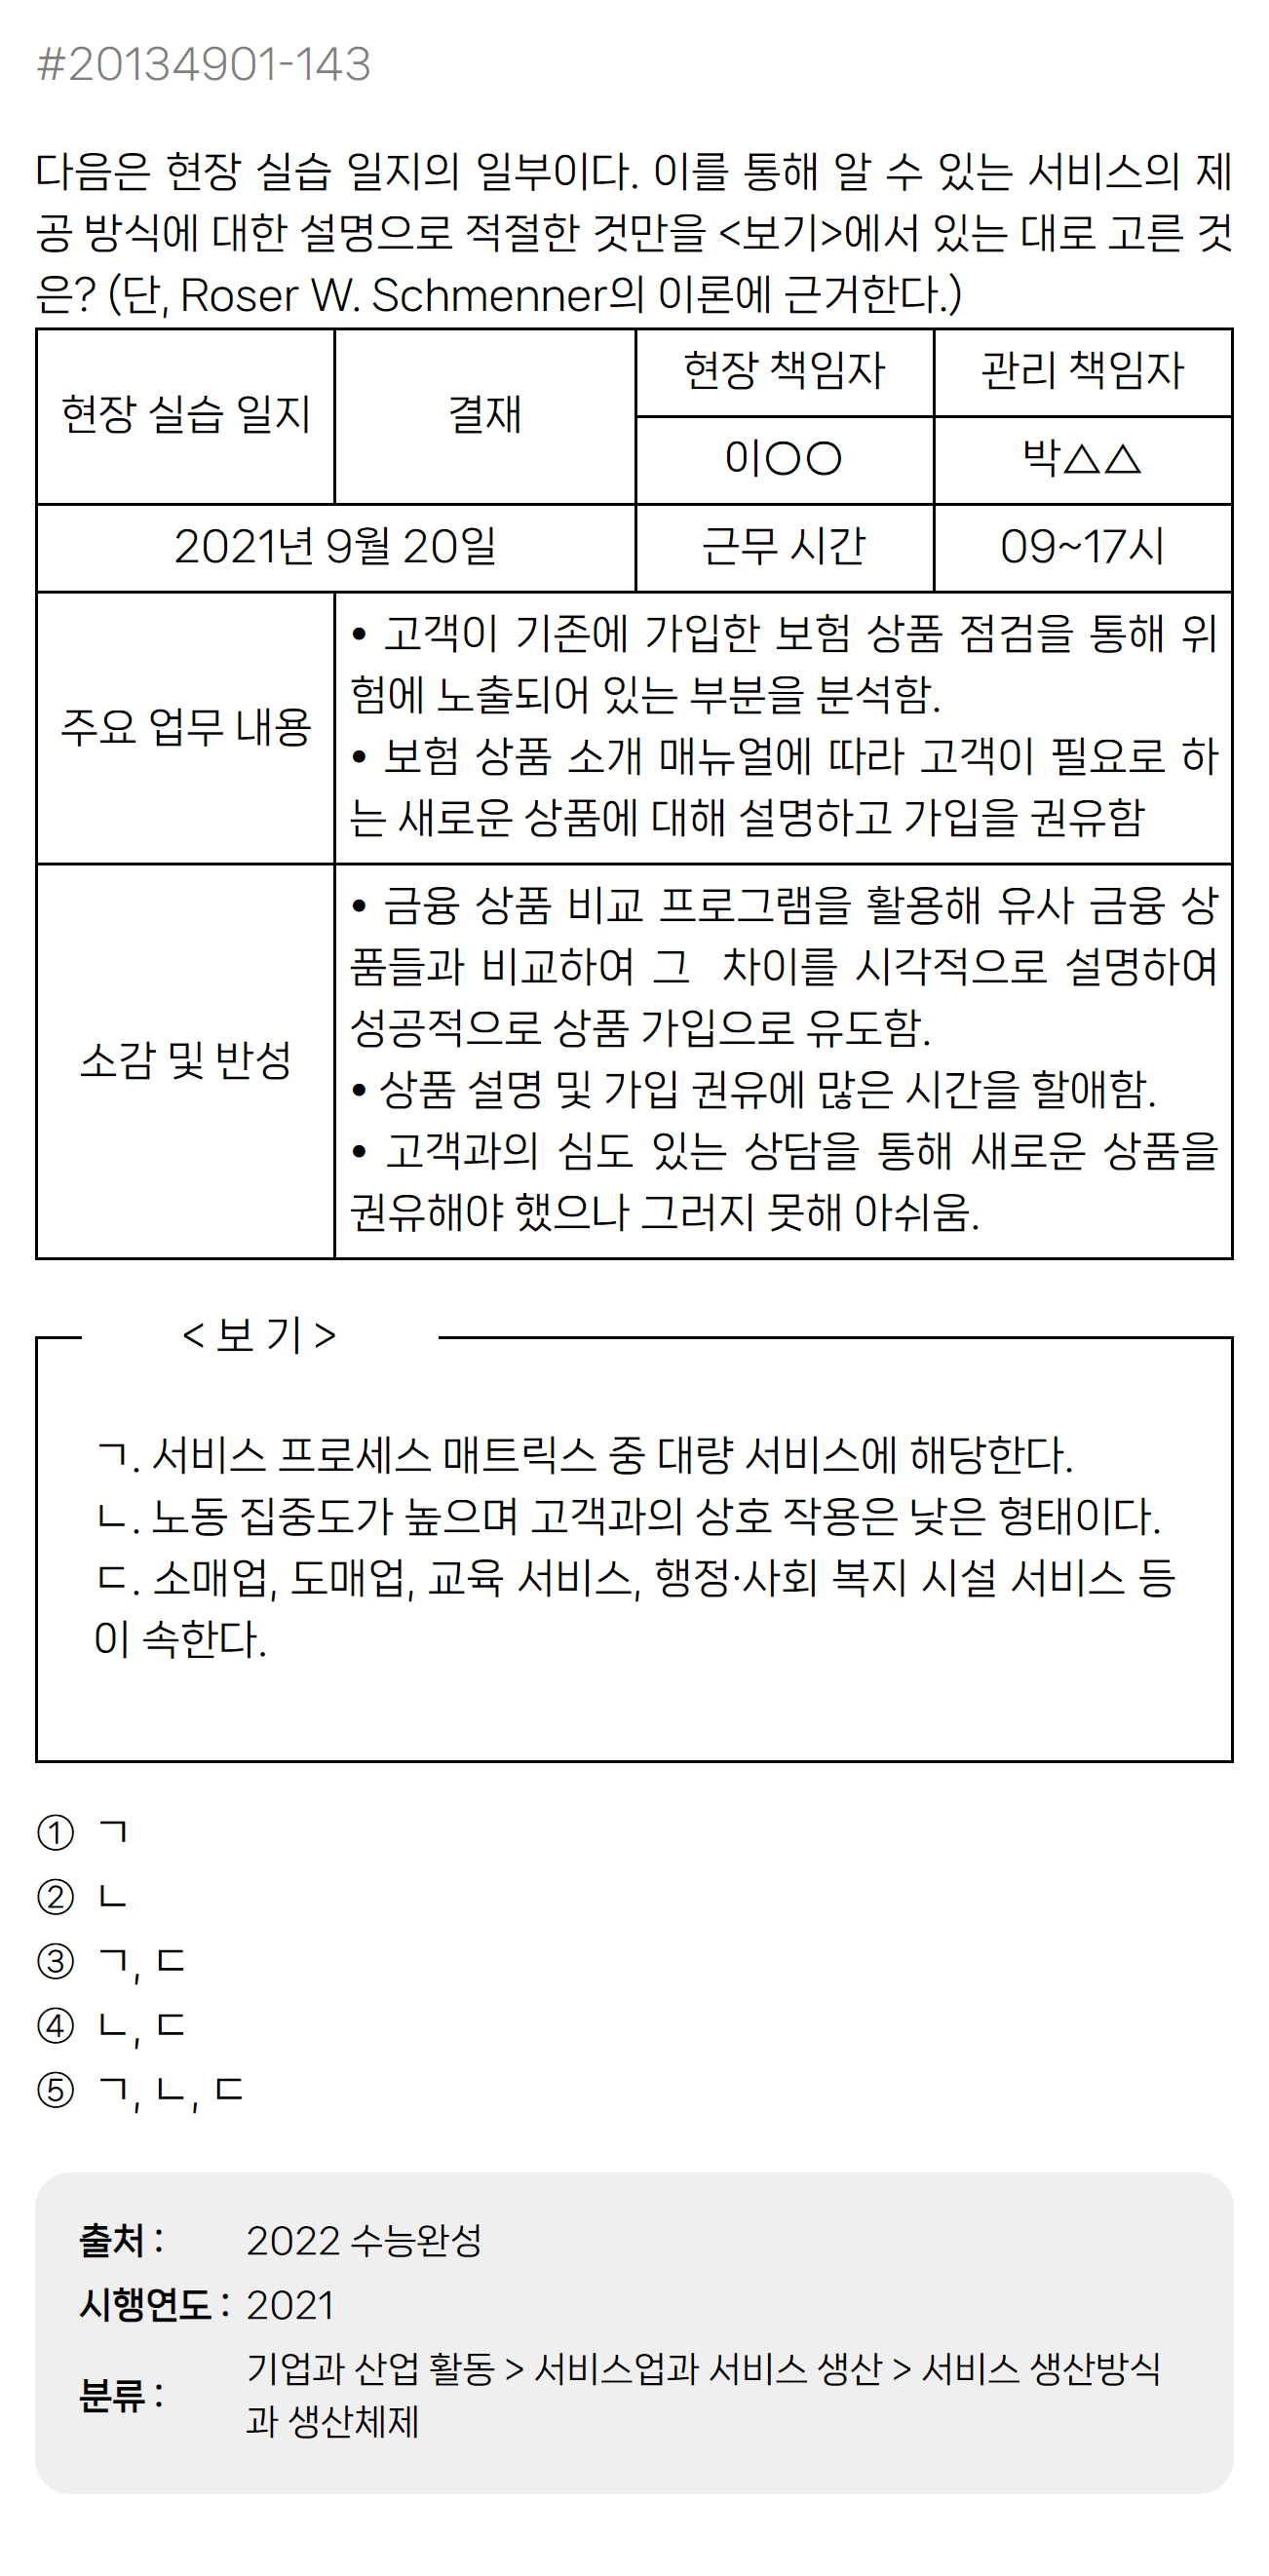 #20134901-143
다음은 현장 실습 일지의 일부이다. 이를 통해 알 수 있는 서비스의 제
공 방식에 대한 설명으로 적절한 것만을 <보기>에서 있는 대로 고른 것
은? (단, Roser W. Schmenner의 이론에 근거한다.)
현장 실습 일지
결재
현장 책임자
관리 책임자
이○○
박△△
2021년 9월 20일
근무 시간
09~17시
주요 업무 내용
• 고객이 기존에 가입한 보험 상품 점검을 통해 위
험에 노출되어 있는 부분을 분석함.
• 보험 상품 소개 매뉴얼에 따라 고객이 필요로 하
는 새로운 상품에 대해 설명하고 가입을 권유함
소감 및 반성
• 금융 상품 비교 프로그램을 활용해 유사 금융 상
품들과 비교하여 그 차이를 시각적으로 설명하여
성공적으로 상품 가입으로 유도함.
• 상품 설명 및 가입 권유에 많은 시간을 할애함.
• 고객과의 심도 있는 상담을 통해 새로운 상품을
권유해야 했으나 그러지 못해 아쉬움.
< 보 기 >
ㄱ. 서비스 프로세스 매트릭스 중 대량 서비스에 해당한다.
ㄴ. 노동 집중도가 높으며 고객과의 상호 작용은 낮은 형태이다.
ㄷ. 소매업, 도매업, 교육 서비스, 행정·사회 복지 시설 서비스 등
이 속한다.
① ㄱ
② ㄴ
③ ㄱ, ㄷ
④ ㄴ, ㄷ
⑤ ㄱ, ㄴ, ㄷ
출처 : 2022 수능완성
시행연도 : 2021
분류 : 기업과 산업 활동 > 서비스업과 서비스 생산 > 서비스 생산방식
과 생산체제